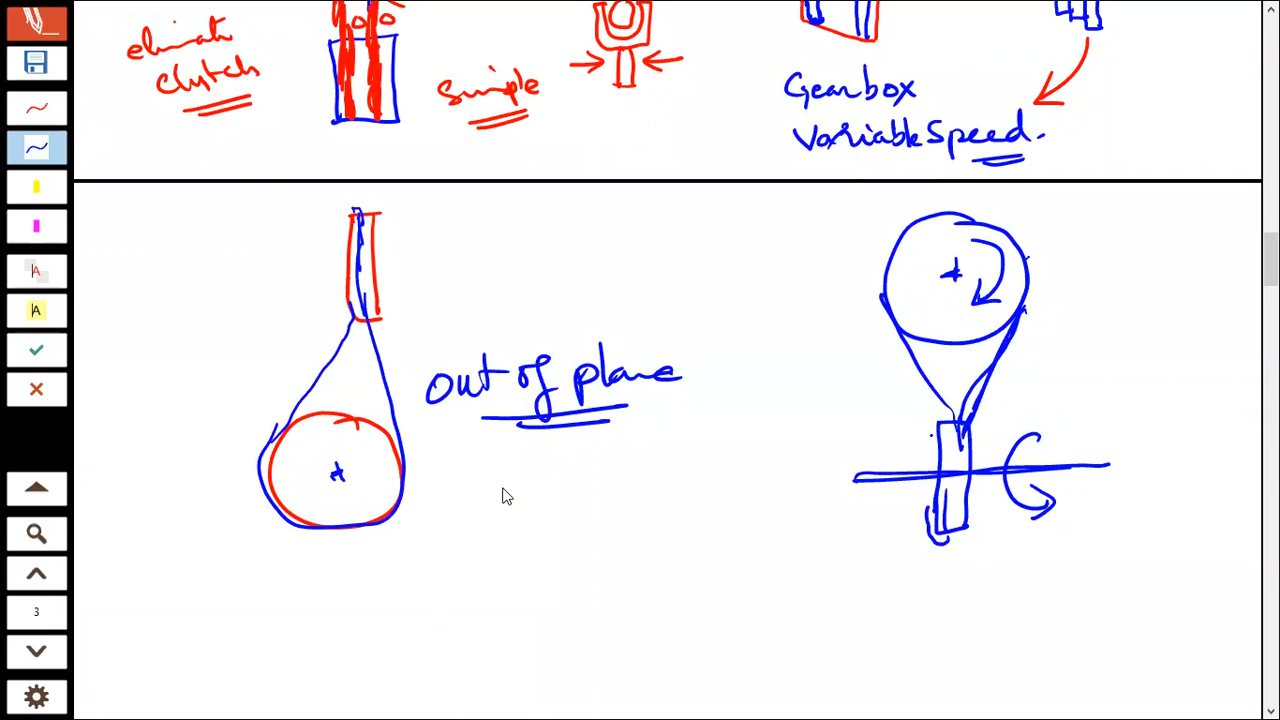 eliminate
clutch
simple
Gearbox
Variable Speed.
out of plane
A
A
3